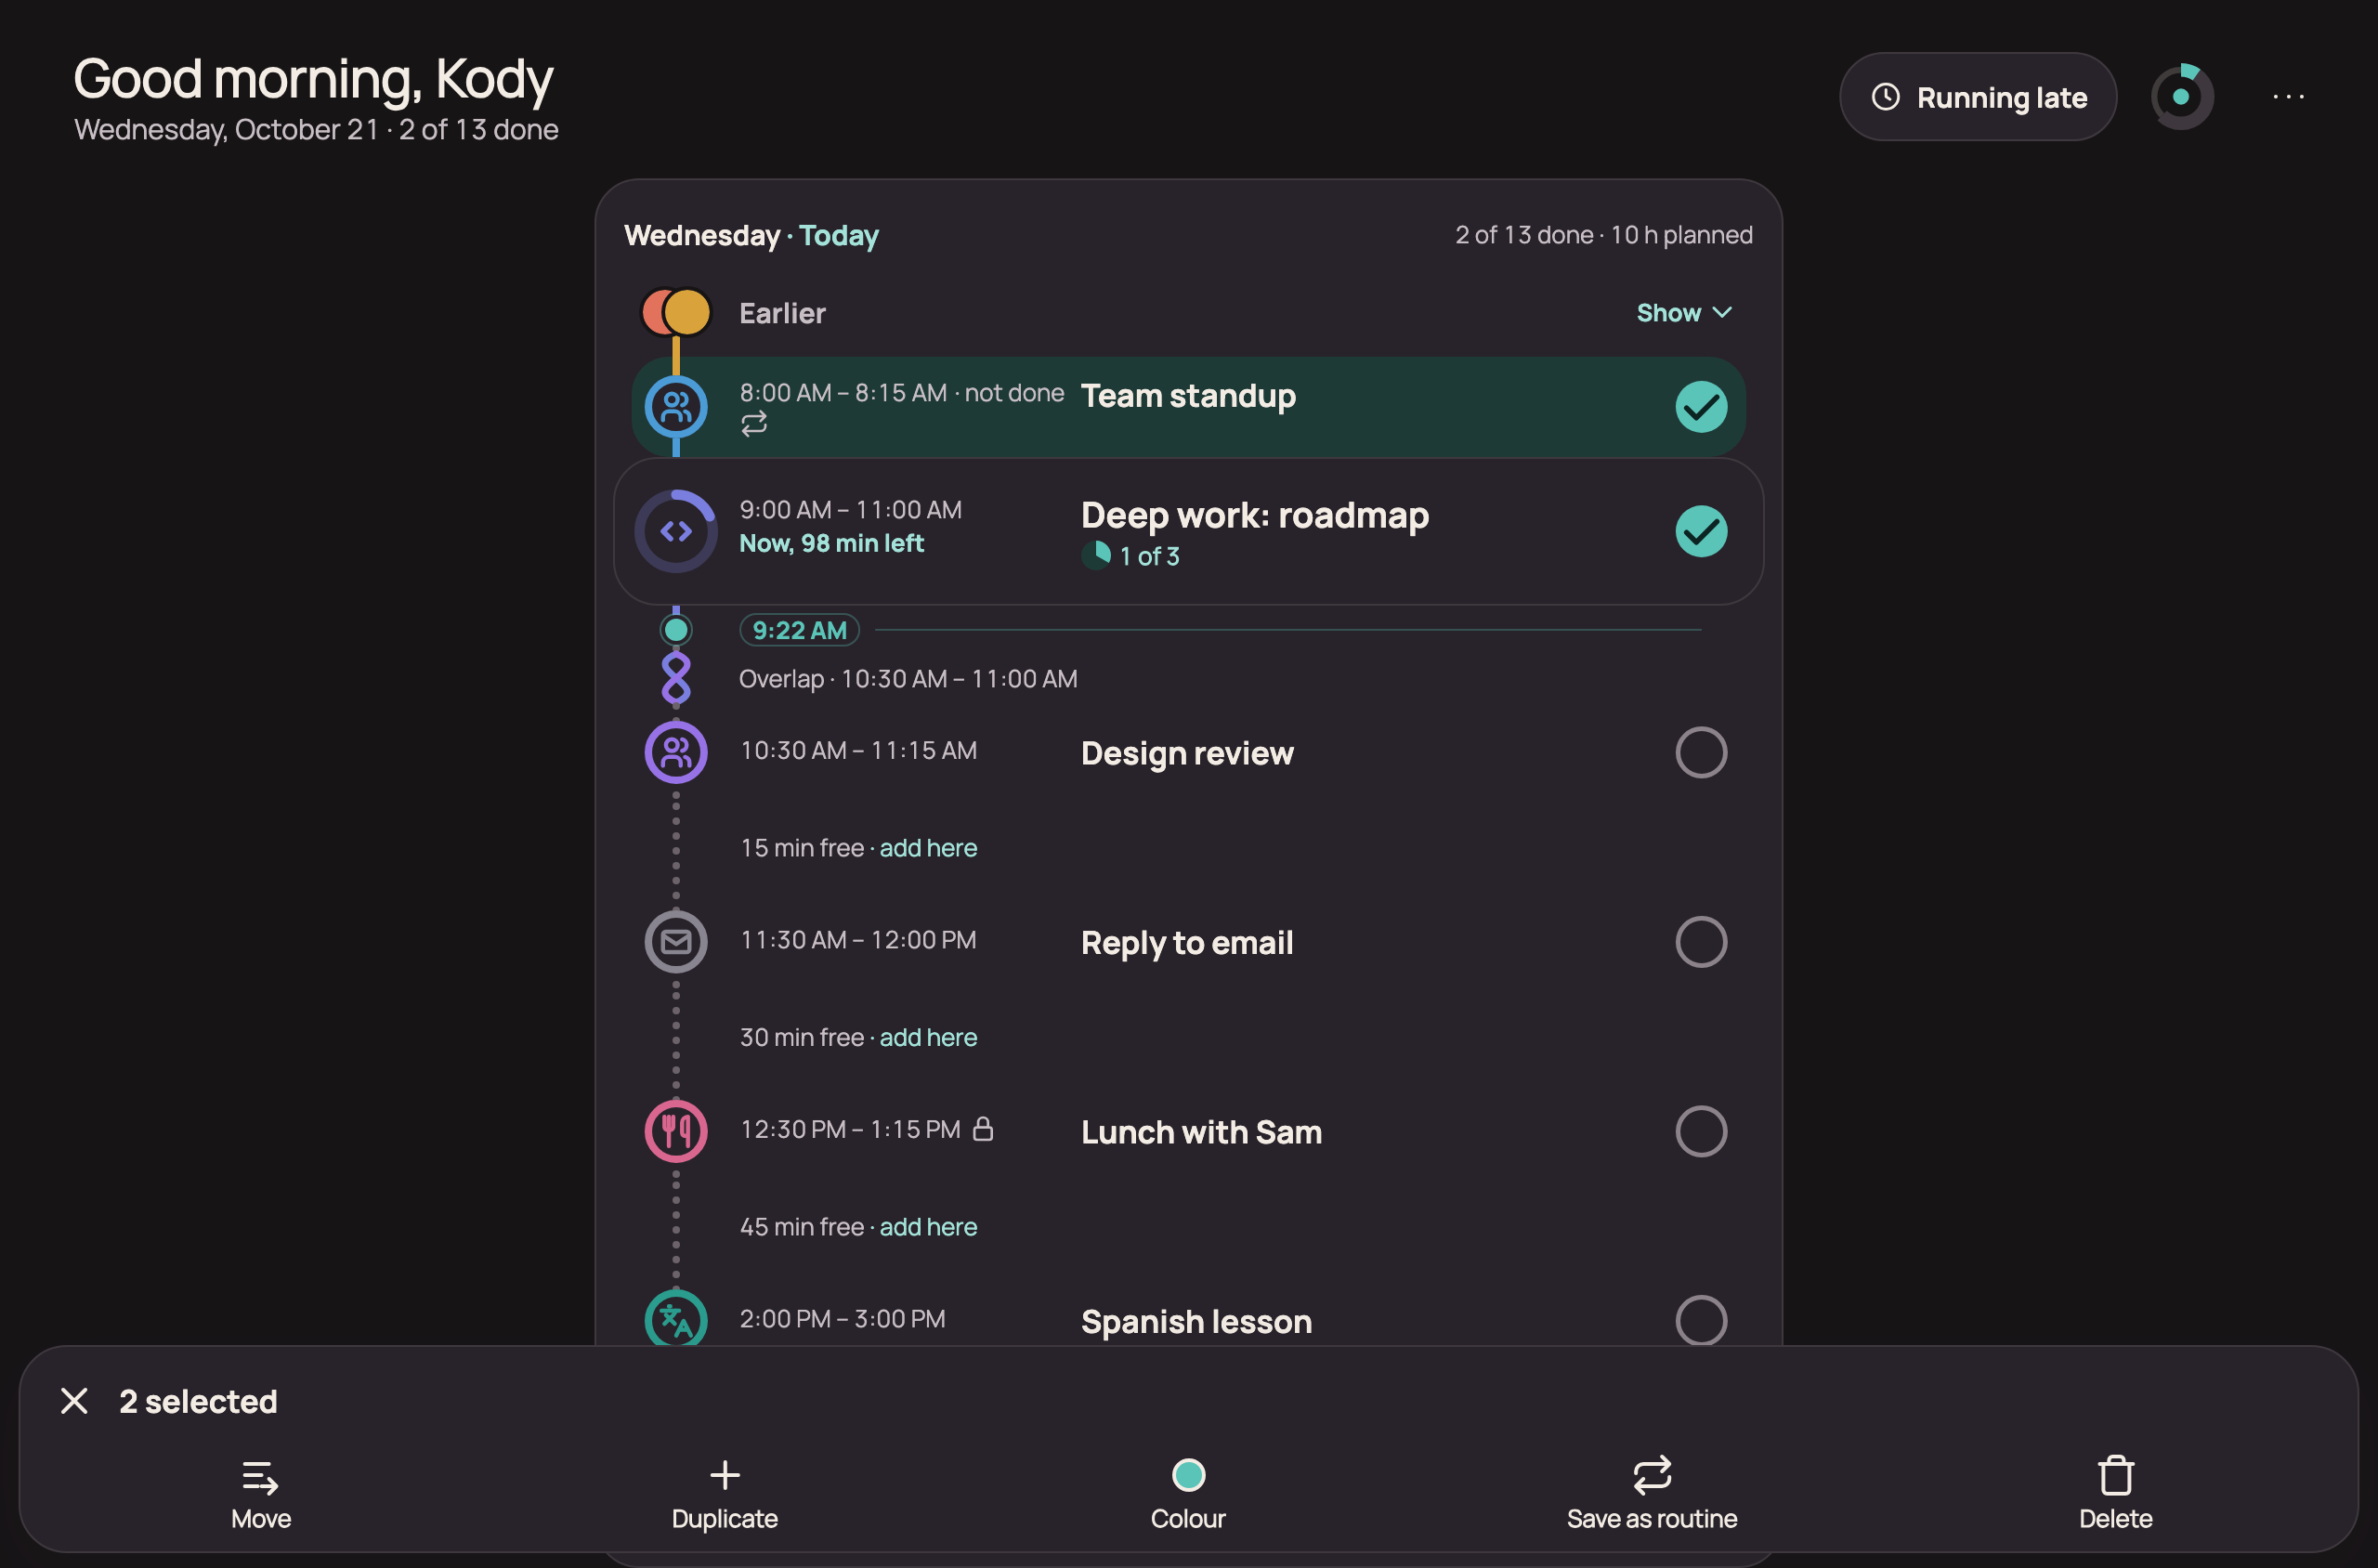 Good morning, Kody
Wednesday, October 21 · 2 of 13 done
Running late
Wednesday · Today
2 of 13 done · 10 h planned
Earlier
Show
8:00 AM – 8:15 AM · not done
Team standup
9:00 AM – 11:00 AM
Deep work: roadmap
Now, 98 min left
1 of 3
9:22 AM
Overlap · 10:30 AM – 11:00 AM
10:30 AM – 11:15 AM
Design review
15 min free · add here
11:30 AM – 12:00 PM
Reply to email
30 min free · add here
12:30 PM – 1:15 PM
Lunch with Sam
45 min free · add here
2:00 PM – 3:00 PM
Spanish lesson
2 selected
Move
Duplicate
Colour
Save as routine
Delete